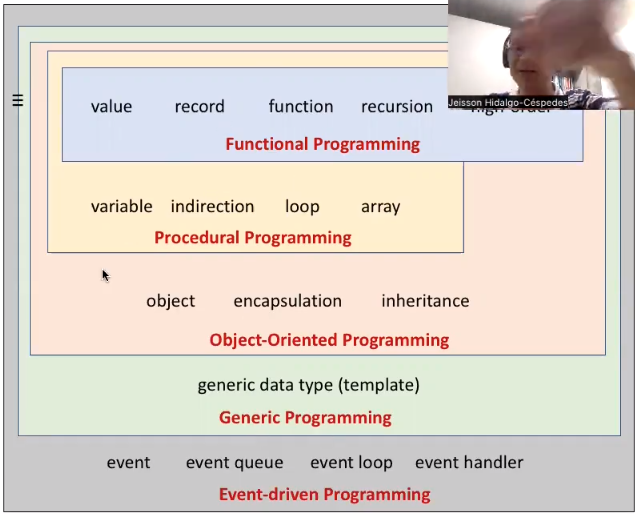 Jeisson Hidalgo-Céspedes
value record function recursion
Functional Programming
variable indirection loop array
Procedural Programming
object encapsulation inheritance
Object-Oriented Programming
generic data type (template)
Generic Programming
event event queue event loop event handler
Event-driven Programming